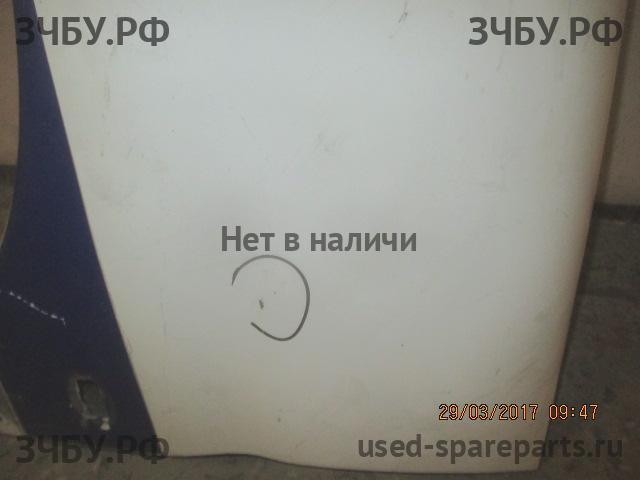 ЗЧБУ.РФ ЗЧБУ.РФ
Нет в наличи
29/03/2017 09:47
ЗЧБУ.РФ used-spareparts.ru